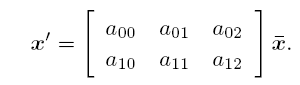 x′ = [ a₀₀ a₀₁ a₀₂
a₁₀ a₁₁ a₁₂ ] x̄.